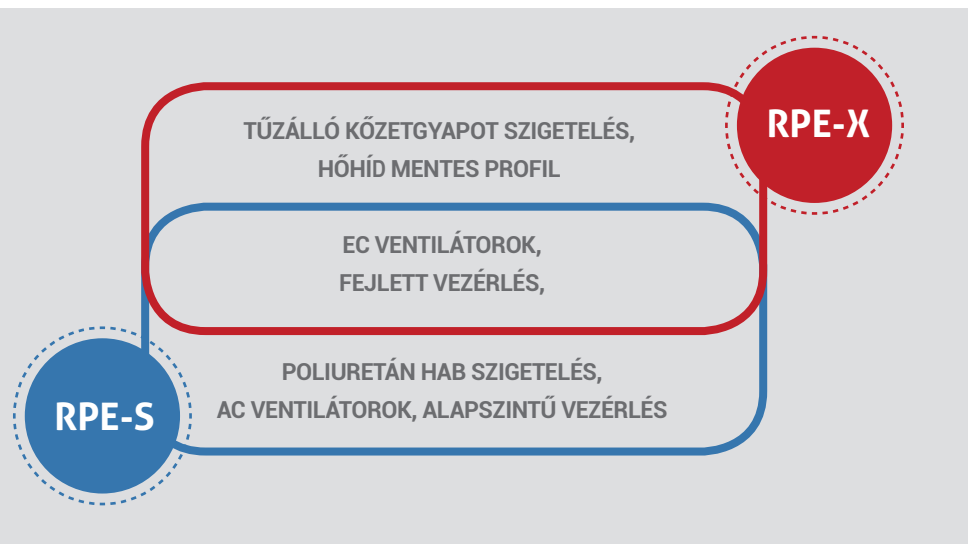 RPE-X
TŰZÁLLÓ KŐZETGYAPOT SZIGETELÉS,
HŐHÍD MENTES PROFIL
EC VENTILÁTOROK,
FEJLETT VEZÉRLÉS,
POLIURETÁN HAB SZIGETELÉS,
AC VENTILÁTOROK, ALAPSZINTŰ VEZÉRLÉS
RPE-S